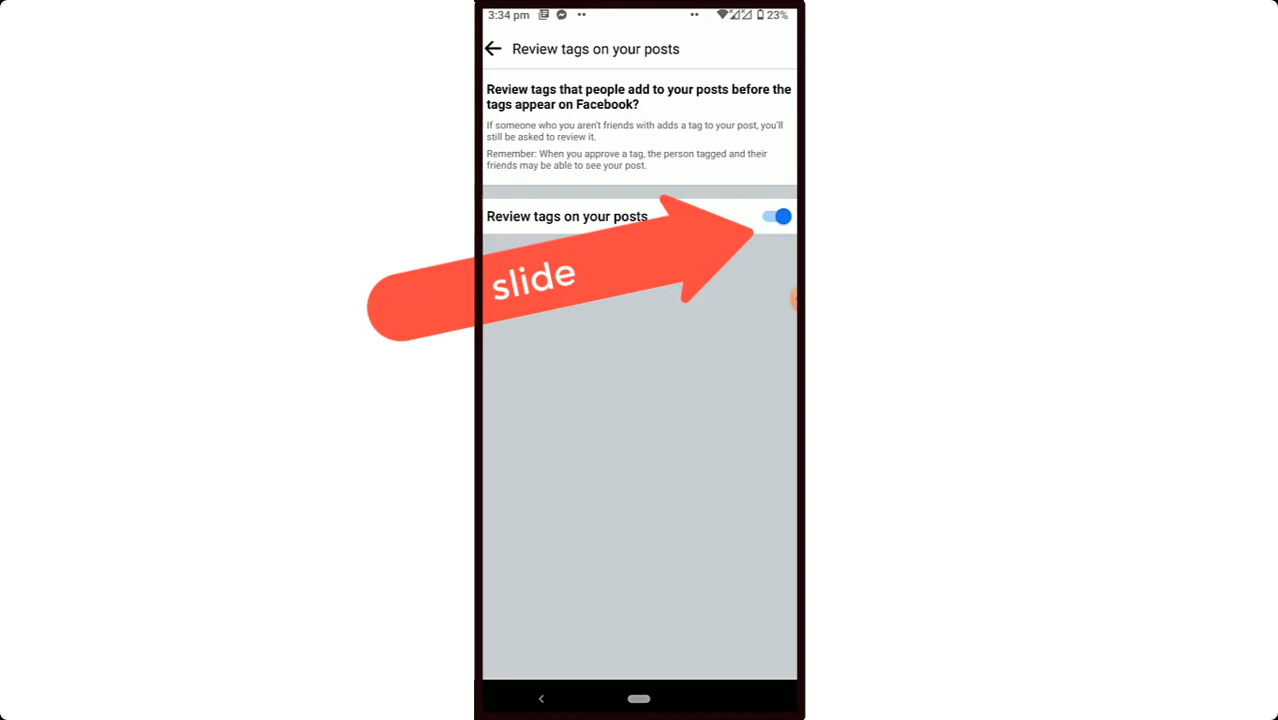 3:34 pm 23%
Review tags on your posts
Review tags that people add to your posts before the
tags appear on Facebook?
If someone who you aren't friends with adds a tag to your post, you'll
still be asked to review it.
Remember: When you approve a tag, the person tagged and their
friends may be able to see your post.
Review tags on your posts
slide